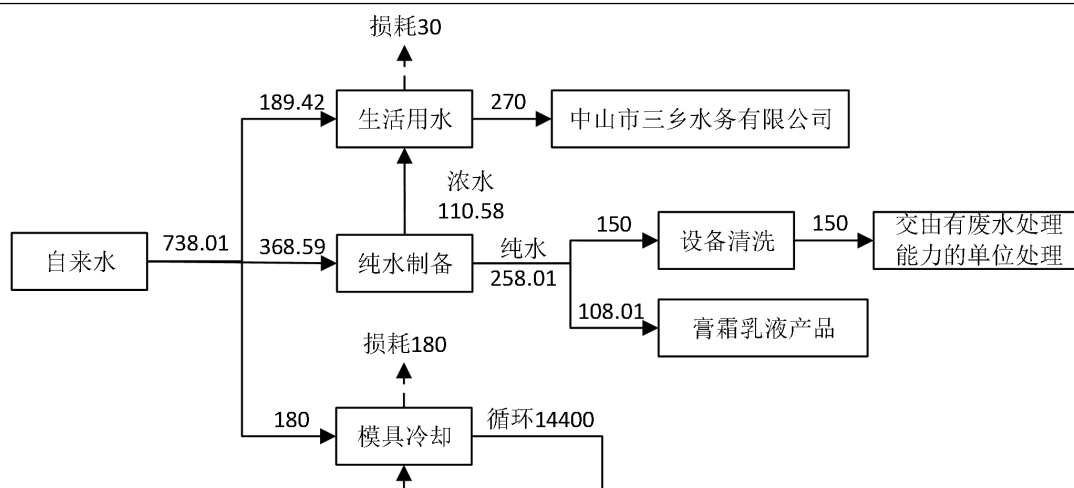 损耗30
189.42
生活用水
270
中山市三乡水务有限公司
浓水
110.58
自来水
738.01
368.59
纯水制备
纯水
258.01
150
设备清洗
150
交由有废水处理
能力的单位处理
108.01
膏霜乳液产品
损耗180
180
模具冷却
循环14400